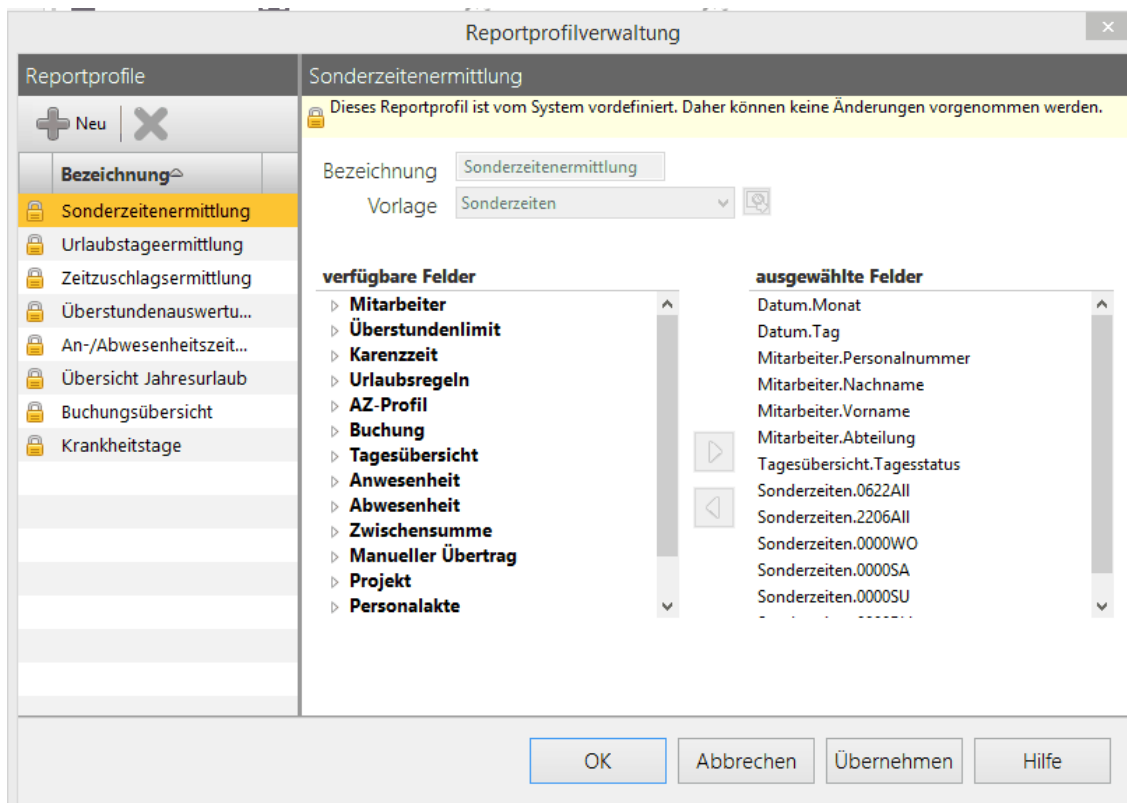 Reportprofilverwaltung
Reportprofile
Neu
Bezeichnung
Sonderzeitenermittlung
Urlaubstageermittlung
Zeitzuschlagsermittlung
Überstundenauswertu...
An-/Abwesenheitszeit...
Übersicht Jahresurlaub
Buchungsübersicht
Krankheitstage
Sonderzeitenermittlung
Dieses Reportprofil ist vom System vordefiniert. Daher können keine Änderungen vorgenommen werden.
Bezeichnung Sonderzeitenermittlung
Vorlage Sonderzeiten
verfügbare Felder
Mitarbeiter
Überstundenlimit
Karenzzeit
Urlaubsregeln
AZ-Profil
Buchung
Tagesübersicht
Anwesenheit
Abwesenheit
Zwischensumme
Manueller Übertrag
Projekt
Personalakte
ausgewählte Felder
Datum.Monat
Datum.Tag
Mitarbeiter.Personalnummer
Mitarbeiter.Nachname
Mitarbeiter.Vorname
Mitarbeiter.Abteilung
Tagesübersicht.Tagesstatus
Sonderzeiten.0622All
Sonderzeiten.2206All
Sonderzeiten.0000WO
Sonderzeiten.0000SA
Sonderzeiten.0000SU
OK
Abbrechen
Übernehmen
Hilfe